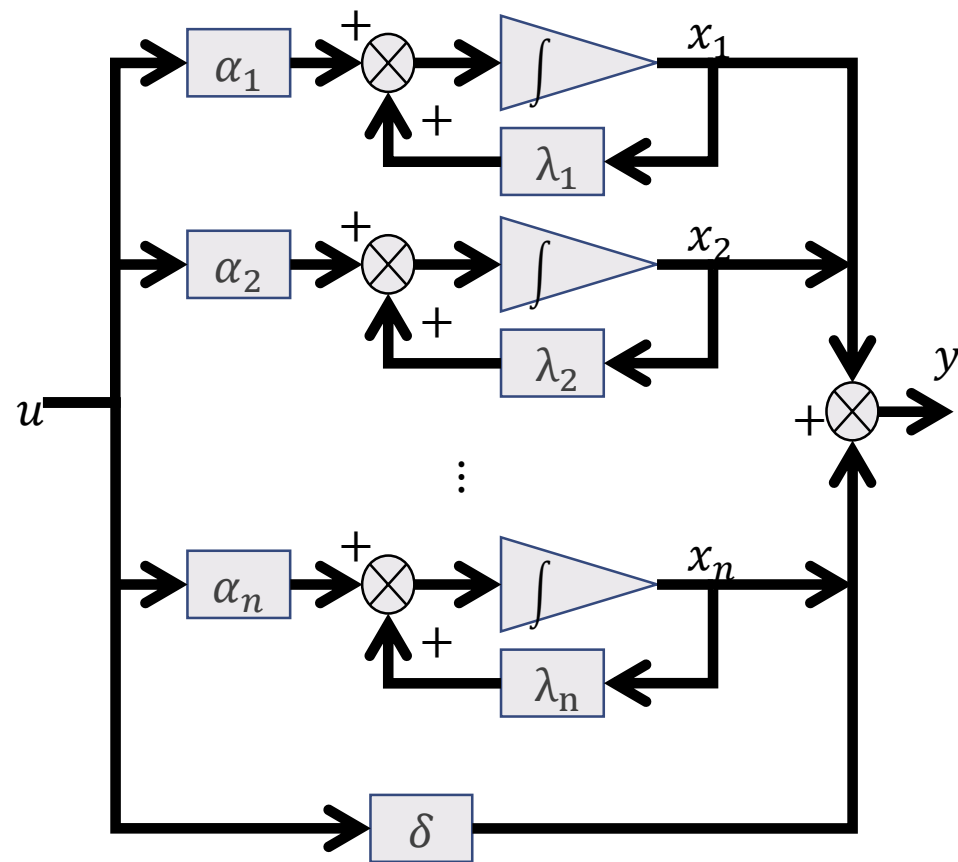 + x₁
α₁ ∫
+
λ₁
+ x₂
α₂ ∫
+
λ₂
y
u +
⋮
+ xₙ
αₙ ∫
+
λₙ
δ